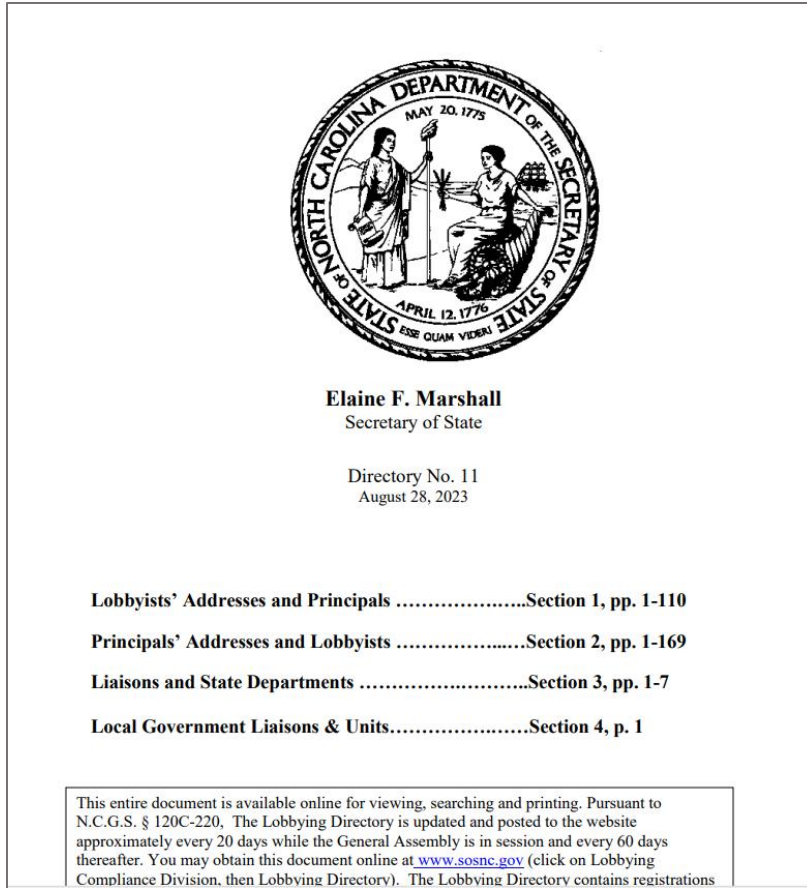 STATE OF NORTH CAROLINA DEPARTMENT OF THE SECRETARY OF STATE
MAY 20, 1775
APRIL 12, 1776
ESSE QUAM VIDERI
Elaine F. Marshall
Secretary of State
Directory No. 11
August 28, 2023
Lobbyists’ Addresses and Principals ……………….…..Section 1, pp. 1-110
Principals’ Addresses and Lobbyists ……………...…Section 2, pp. 1-169
Liaisons and State Departments ……………….………..Section 3, pp. 1-7
Local Government Liaisons & Units……………….……Section 4, p. 1
This entire document is available online for viewing, searching and printing. Pursuant to
N.C.G.S. § 120C-220, The Lobbying Directory is updated and posted to the website
approximately every 20 days while the General Assembly is in session and every 60 days
thereafter. You may obtain this document online at www.sosnc.gov (click on Lobbying
Compliance Division, then Lobbying Directory). The Lobbying Directory contains registrations